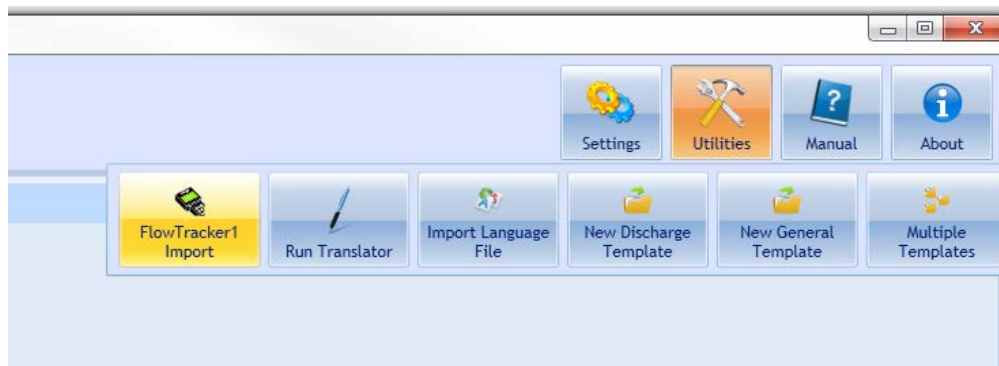 Settings
Utilities
Manual
About
FlowTracker1
Import
Run Translator
Import Language
File
New Discharge
Template
New General
Template
Multiple
Templates